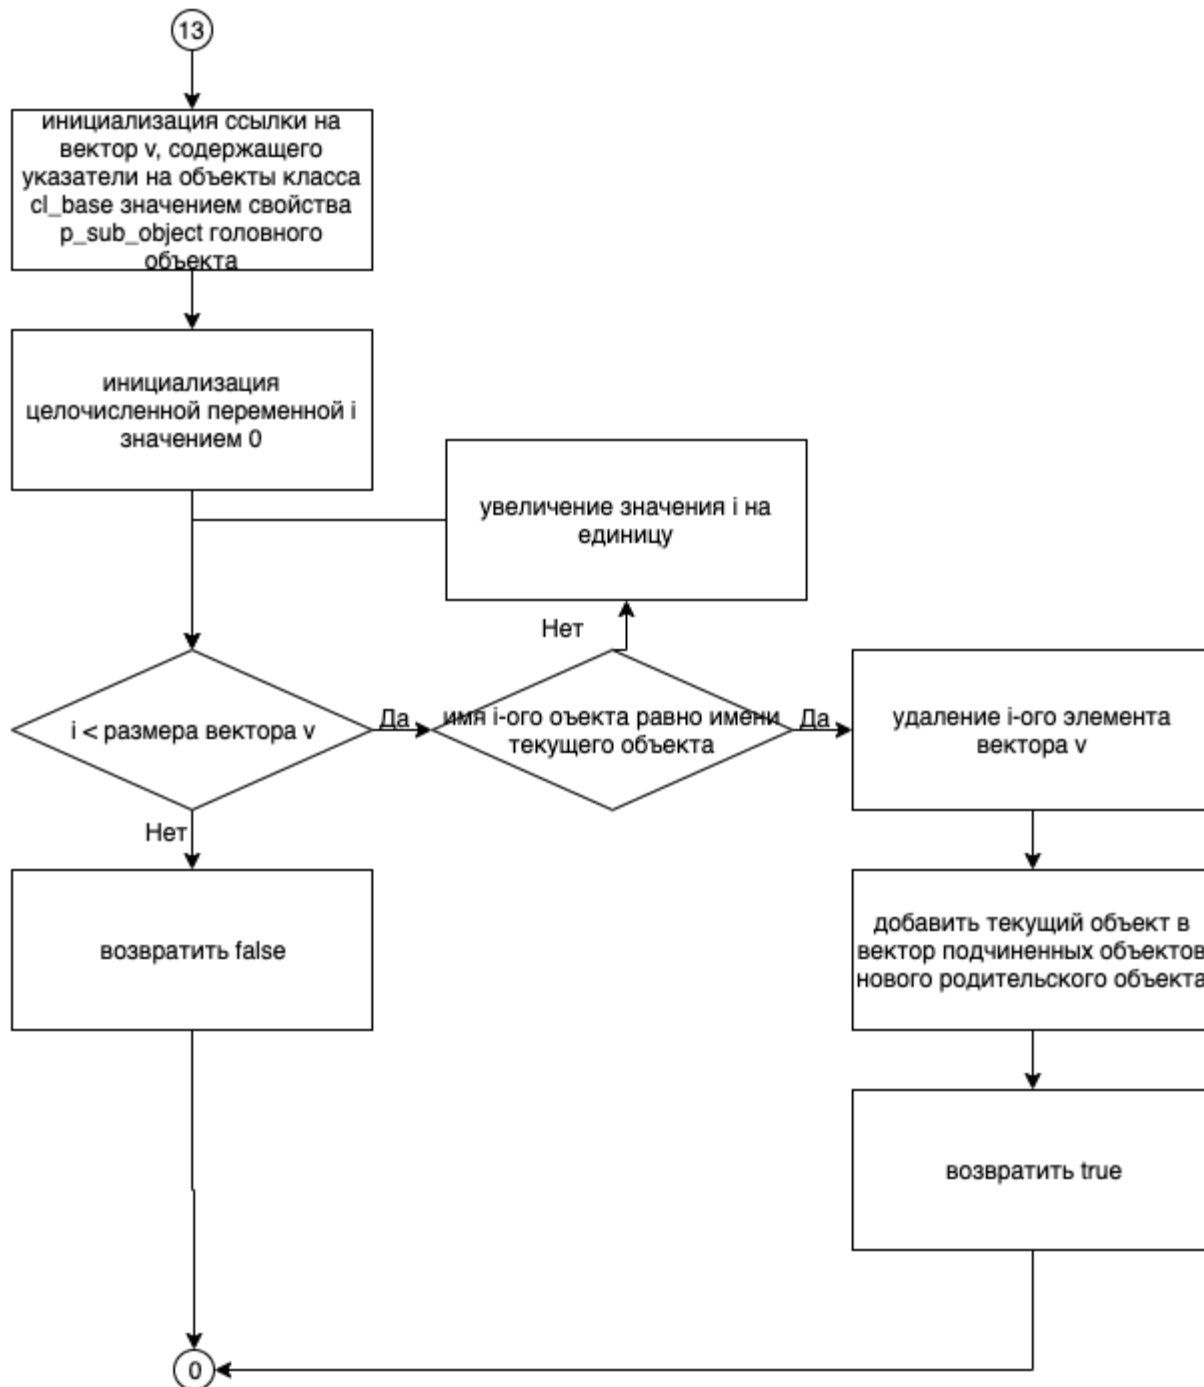 13
инициализация ссылки на
вектор v, содержащего
указатели на объекты класса
cl_base значением свойства
p_sub_object головного
объекта
инициализация
целочисленной переменной i
значением 0
увеличение значения i на
единицу
Нет
i < размера вектора v
Да
имя i-ого оъекта равно имени
текущего объекта
Да
удаление i-ого элемента
вектора v
Нет
возвратить false
добавить текущий объект в
вектор подчиненных объектов
нового родительского объекта
возвратить true
0